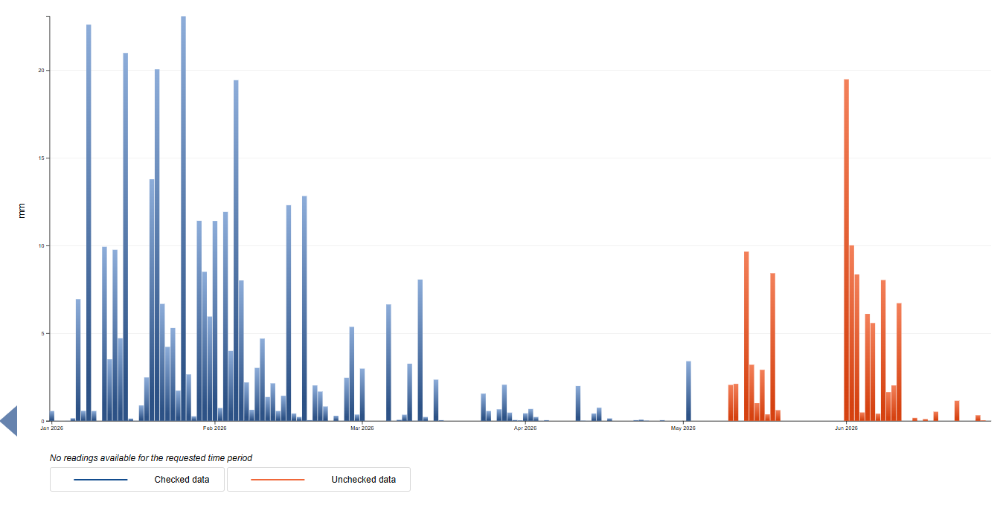 20
15
mm
10
5
0
Jan 2026 Feb 2026 Mar 2026 Apr 2026 May 2026 Jun 2026
No readings available for the requested time period
Checked data Unchecked data